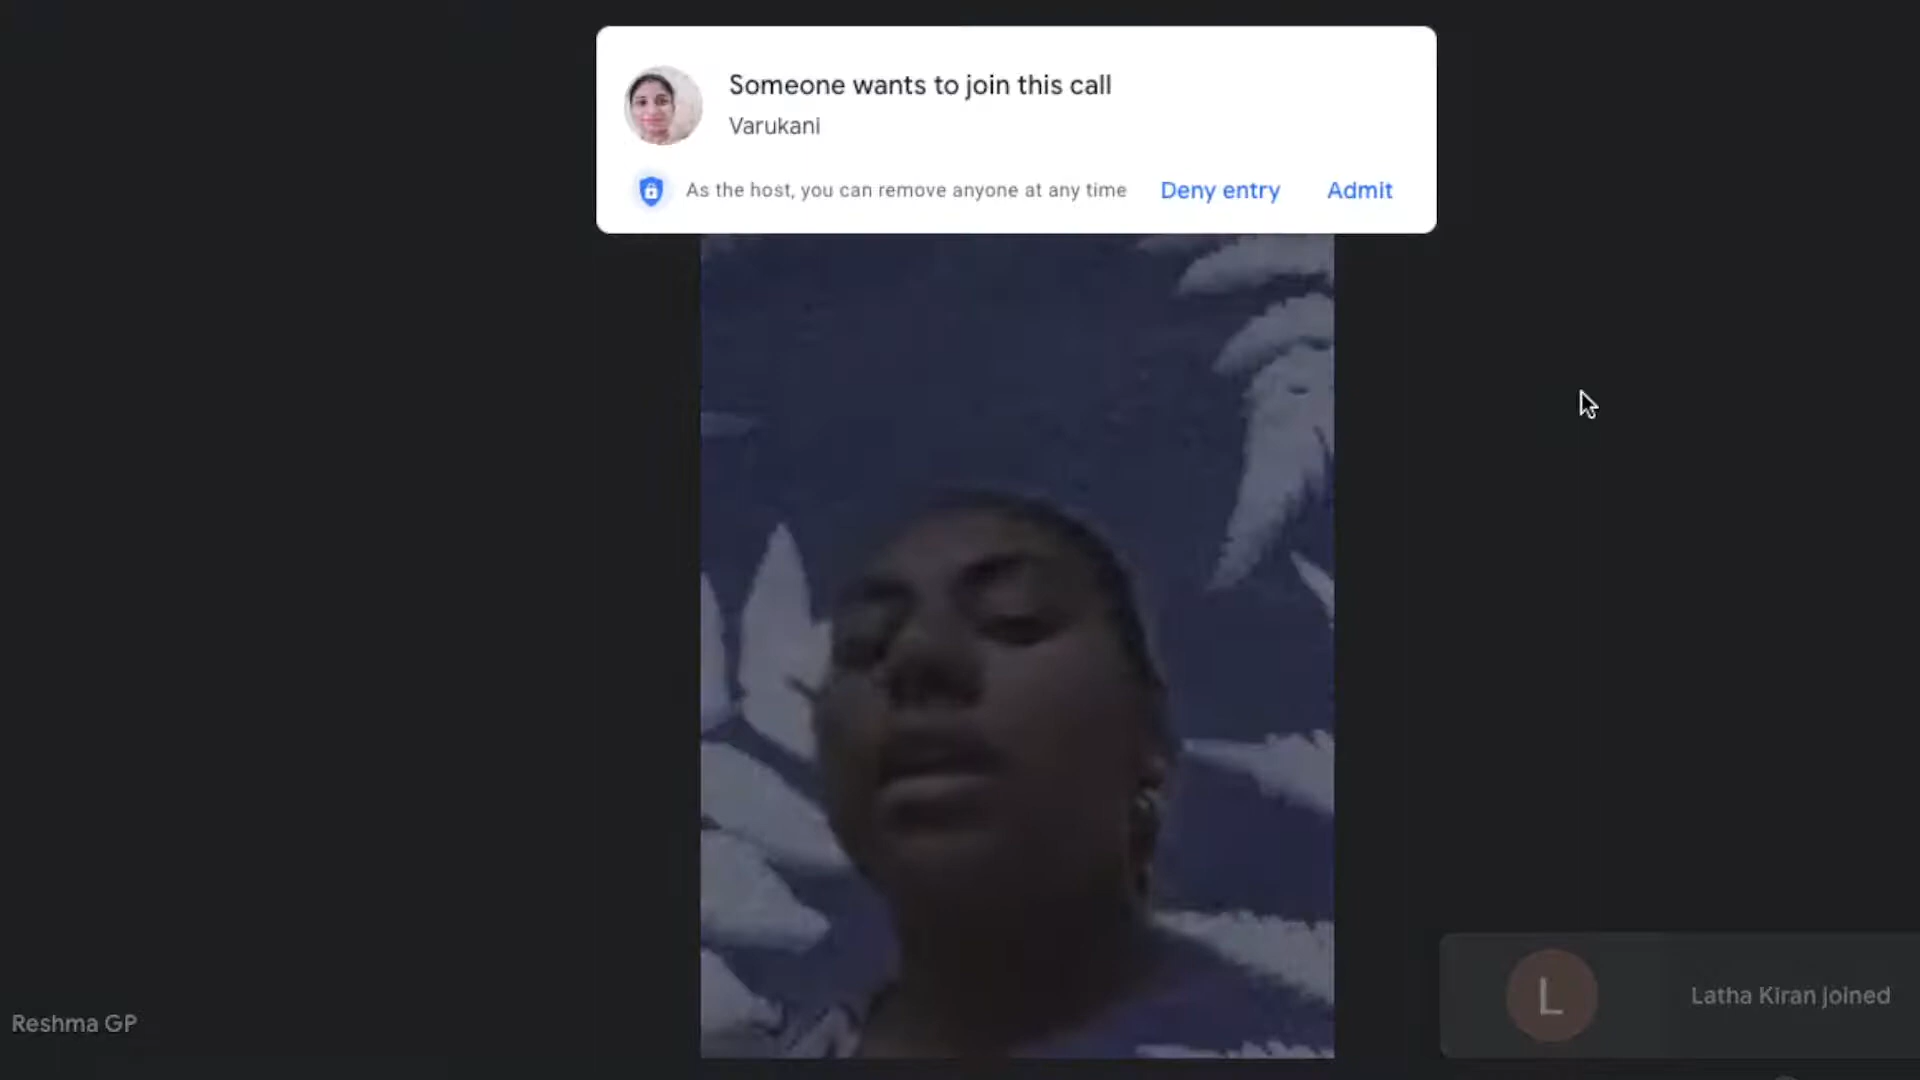 Someone wants to join this call
Varukani
As the host, you can remove anyone at any time
Deny entry
Admit
L
Latha Kiran joined
Reshma GP